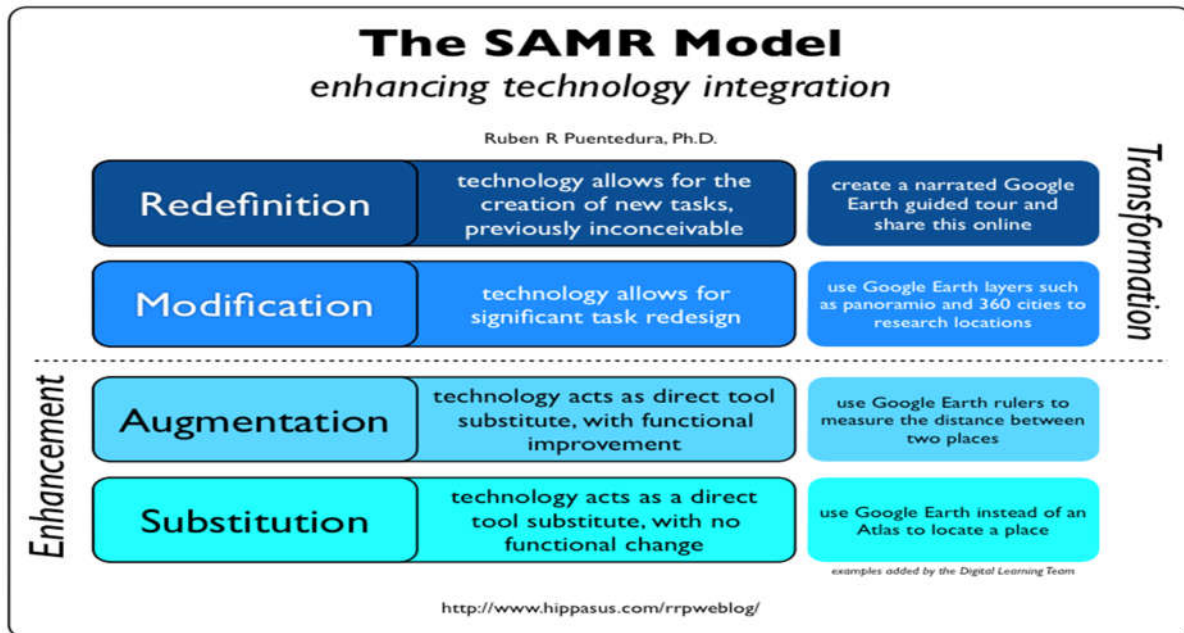 The SAMR Model
enhancing technology integration
Ruben R Puentedura, Ph.D.
Transformation
Redefinition
technology allows for the
creation of new tasks,
previously inconceivable
create a narrated Google
Earth guided tour and
share this online
Modification
technology allows for
significant task redesign
use Google Earth layers such
as panoramio and 360 cities to
research locations
Enhancement
Augmentation
technology acts as direct tool
substitute, with functional
improvement
use Google Earth rulers to
measure the distance between
two places
Substitution
technology acts as a direct
tool substitute, with no
functional change
use Google Earth instead of an
Atlas to locate a place
examples added by the Digital Learning Team
http://www.hippasus.com/rrpweblog/